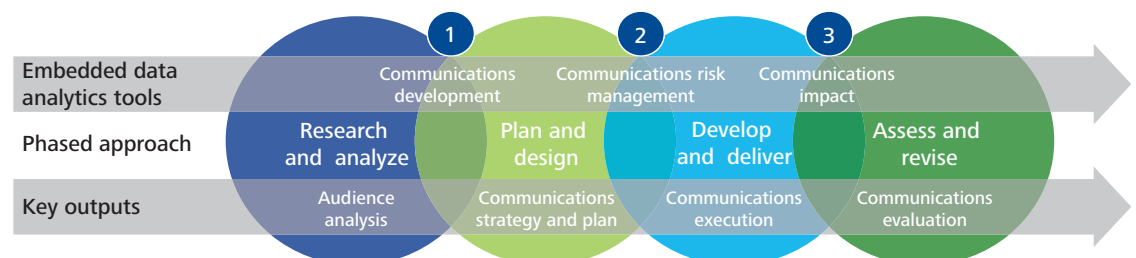 1
2
3
Embedded data
analytics tools
Communications
development
Communications risk
management
Communications
impact
Phased approach
Research
and analyze
Plan and
design
Develop
and deliver
Assess and
revise
Key outputs
Audience
analysis
Communications
strategy and plan
Communications
execution
Communications
evaluation